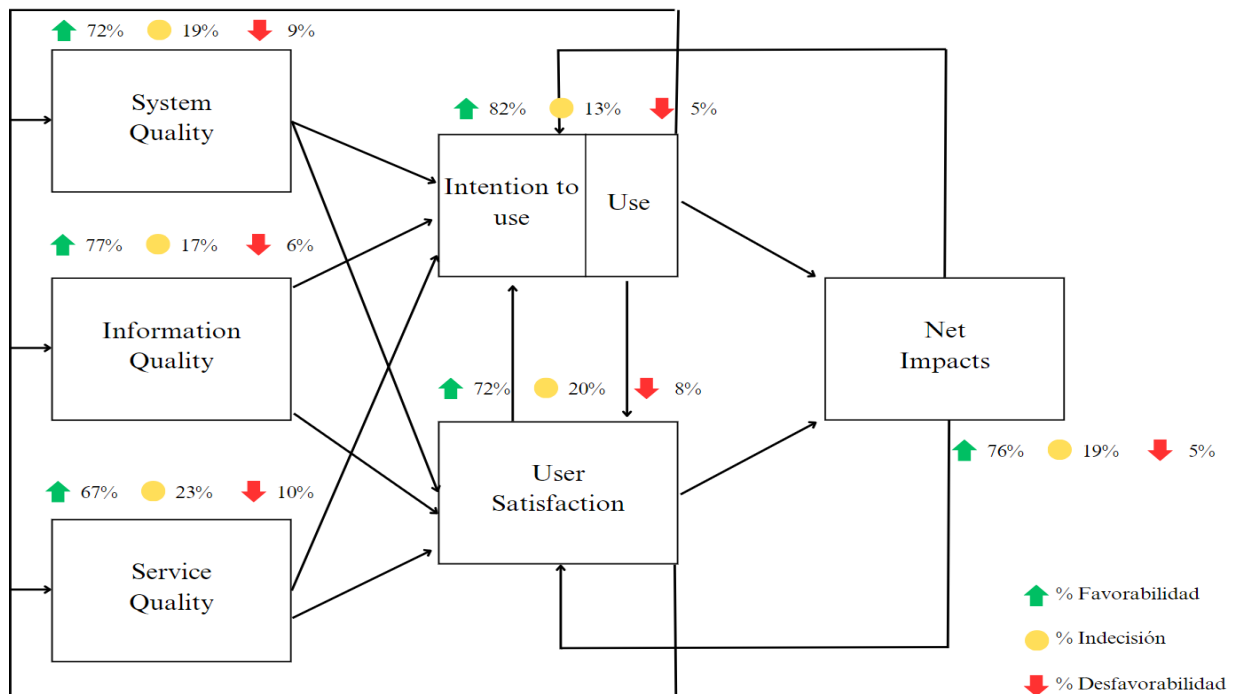 72% 19% 9%
System
Quality
82% 13% 5%
Intention to
use
Use
77% 17% 6%
Information
Quality
Net
Impacts
72% 20% 8%
User
Satisfaction
76% 19% 5%
67% 23% 10%
Service
Quality
% Favorabilidad
% Indecisión
% Desfavorabilidad